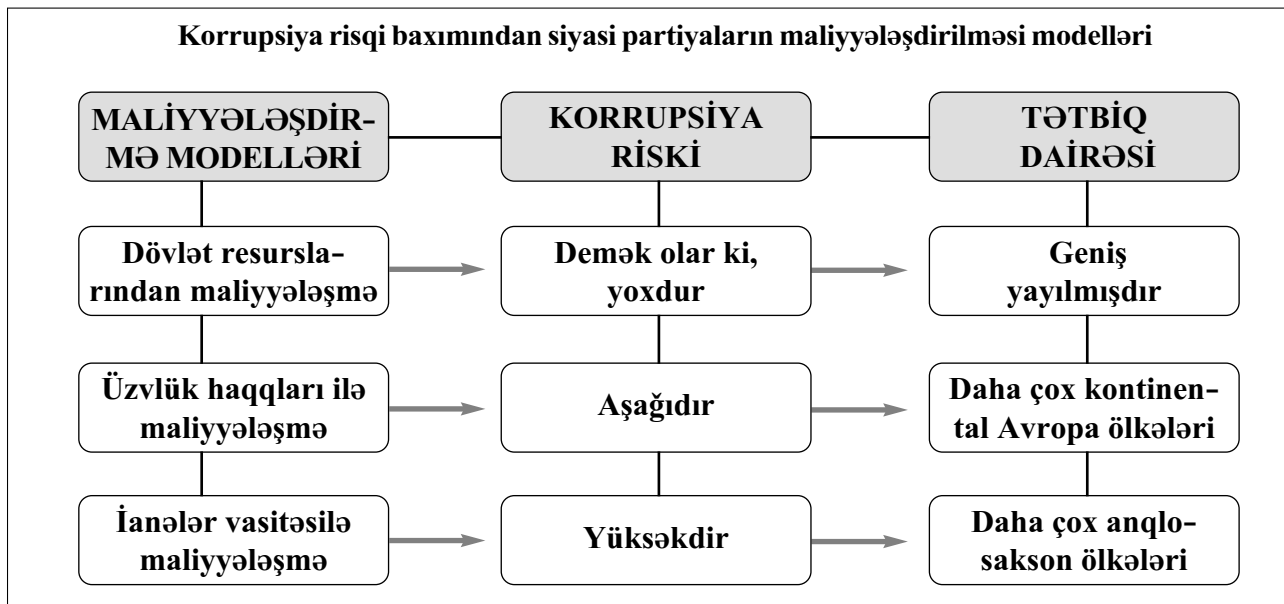 Korrupsiya risqi baxımından siyasi partiyaların maliyyələşdirilməsi modelləri
MALİYYƏLƏŞDİR-
MƏ MODELLƏRİ
KORRUPSİYA
RİSKİ
TƏTBİQ
DAİRƏSİ
Dövlət resursla-
rından maliyyələşmə
Demək olar ki,
yoxdur
Geniş
yayılmışdır
Üzvlük haqqları ilə
maliyyələşmə
Aşağıdır
Daha çox kontinen-
tal Avropa ölkələri
İanələr vasitəsilə
maliyyələşmə
Yüksəkdir
Daha çox anqlo-
sakson ölkələri